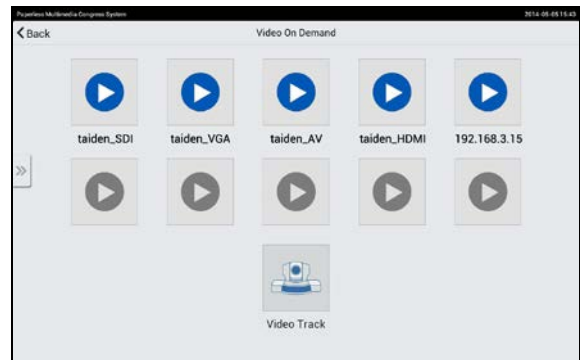 Paperless Multimedia Congress System 2014-05-05 15:43
Back Video On Demand
taiden_SDI taiden_VGA taiden_AV taiden_HDMI 192.168.3.15
Video Track